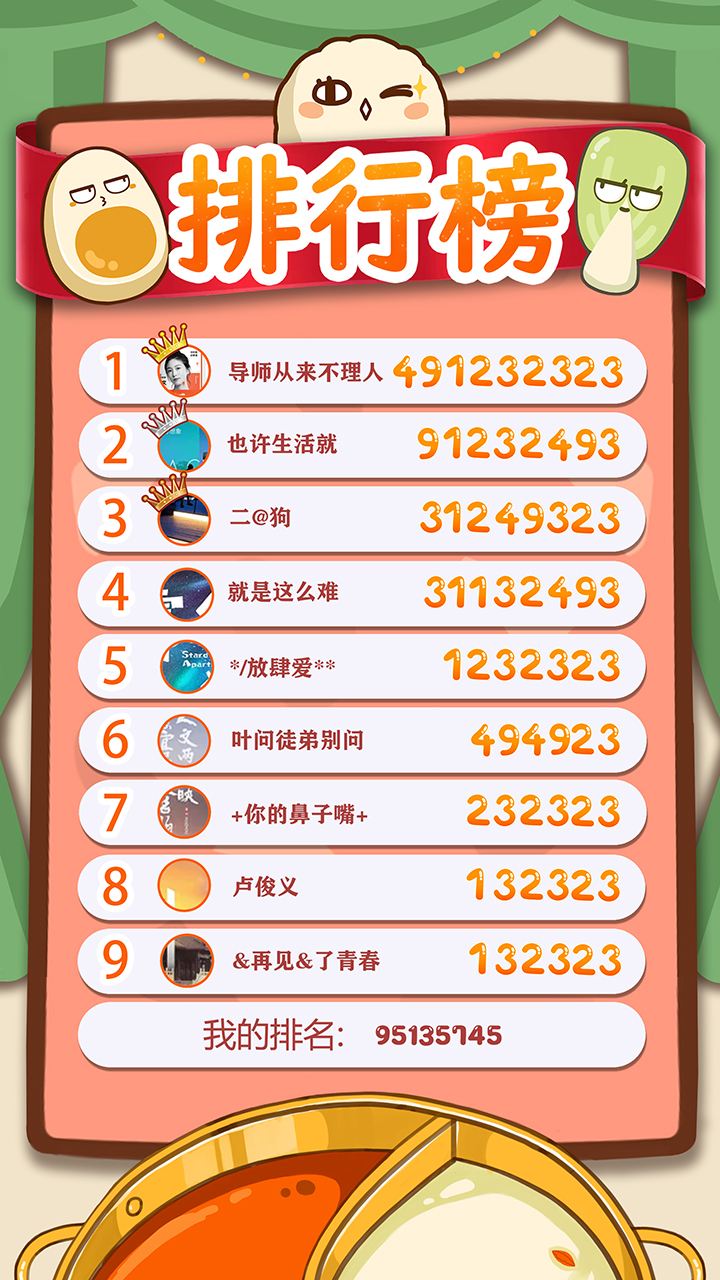 排行榜
1 导师从来不理人 491232323
2 也许生活就 91232493
3 二@狗 31249323
4 就是这么难 31132493
5 Stars Apart */放肆爱** 1232323
6 叶问徒弟别问 494923
7 +你的鼻子嘴+ 232323
8 卢俊义 132323
9 &再见&了青春 132323
我的排名: 95135745